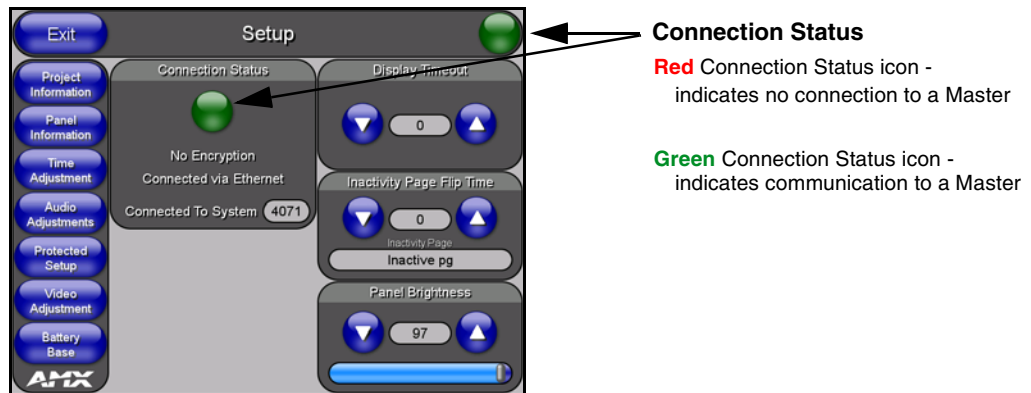 Exit
Setup
Project
Information
Panel
Information
Time
Adjustment
Audio
Adjustments
Protected
Setup
Video
Adjustment
Battery
Base
AMX
Connection Status
No Encryption
Connected via Ethernet
Connected To System 4071
Display Timeout
0
Inactivity Page Flip Time
0
Inactivity Page
Inactive pg
Panel Brightness
97
Connection Status
Red Connection Status icon -
indicates no connection to a Master
Green Connection Status icon -
indicates communication to a Master